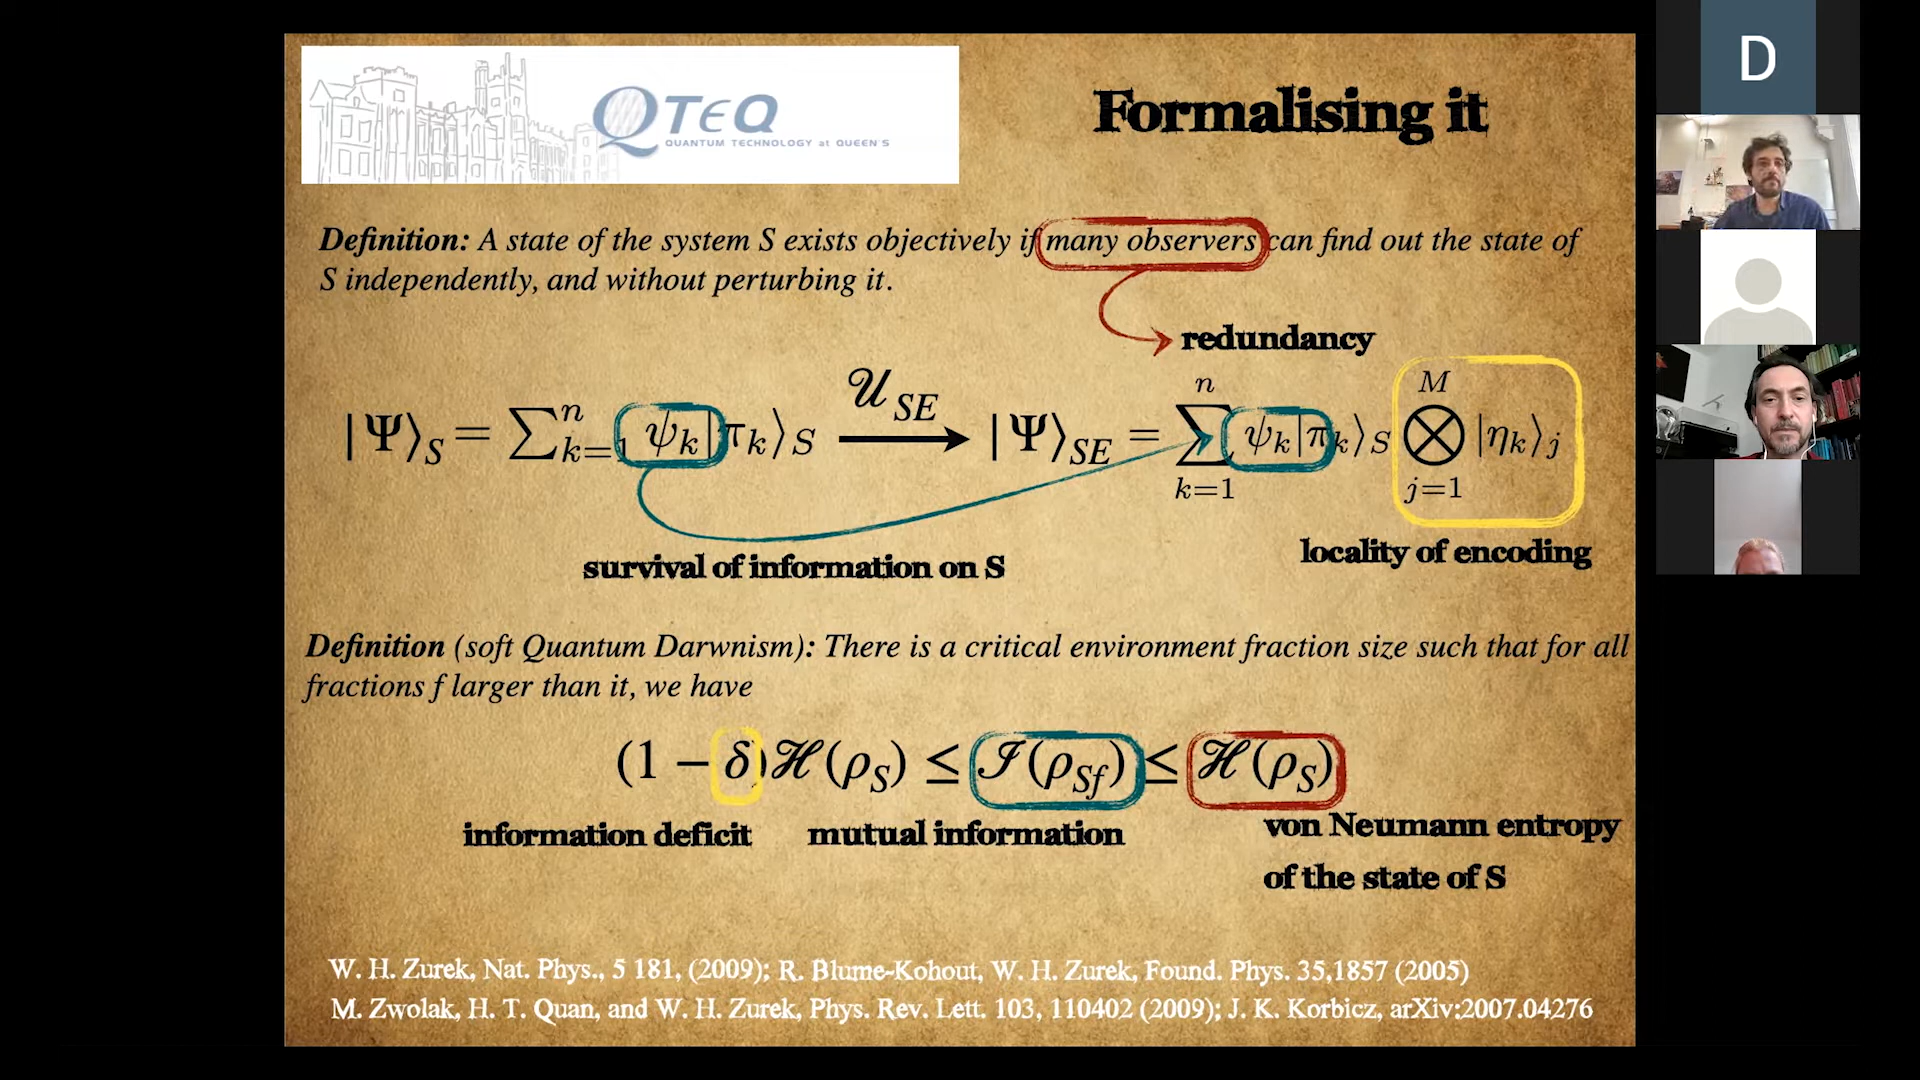 QTEQ
QUANTUM TECHNOLOGY at QUEEN'S
Formalising it
Definition: A state of the system S exists objectively if many observers can find out the state of
S independently, and without perturbing it.
redundancy
|Ψ⟩_S = ∑_{k=1}^{n} ψ_k|π_k⟩_S 𝒰_SE ⟶ |Ψ⟩_SE = ∑_{k=1}^{n} ψ_k|π_k⟩_S ⨂_{j=1}^{M} |η_k⟩_j
survival of information on S
locality of encoding
Definition (soft Quantum Darwnism): There is a critical environment fraction size such that for all
fractions f larger than it, we have
(1 − δ)ℋ(ρ_S) ≤ ℐ(ρ_Sf) ≤ ℋ(ρ_S)
information deficit
mutual information
von Neumann entropy
of the state of S
W. H. Zurek, Nat. Phys., 5 181, (2009); R. Blume-Kohout, W. H. Zurek, Found. Phys. 35,1857 (2005)
M. Zwolak, H. T. Quan, and W. H. Zurek, Phys. Rev. Lett. 103, 110402 (2009); J. K. Korbicz, arXiv:2007.04276
D